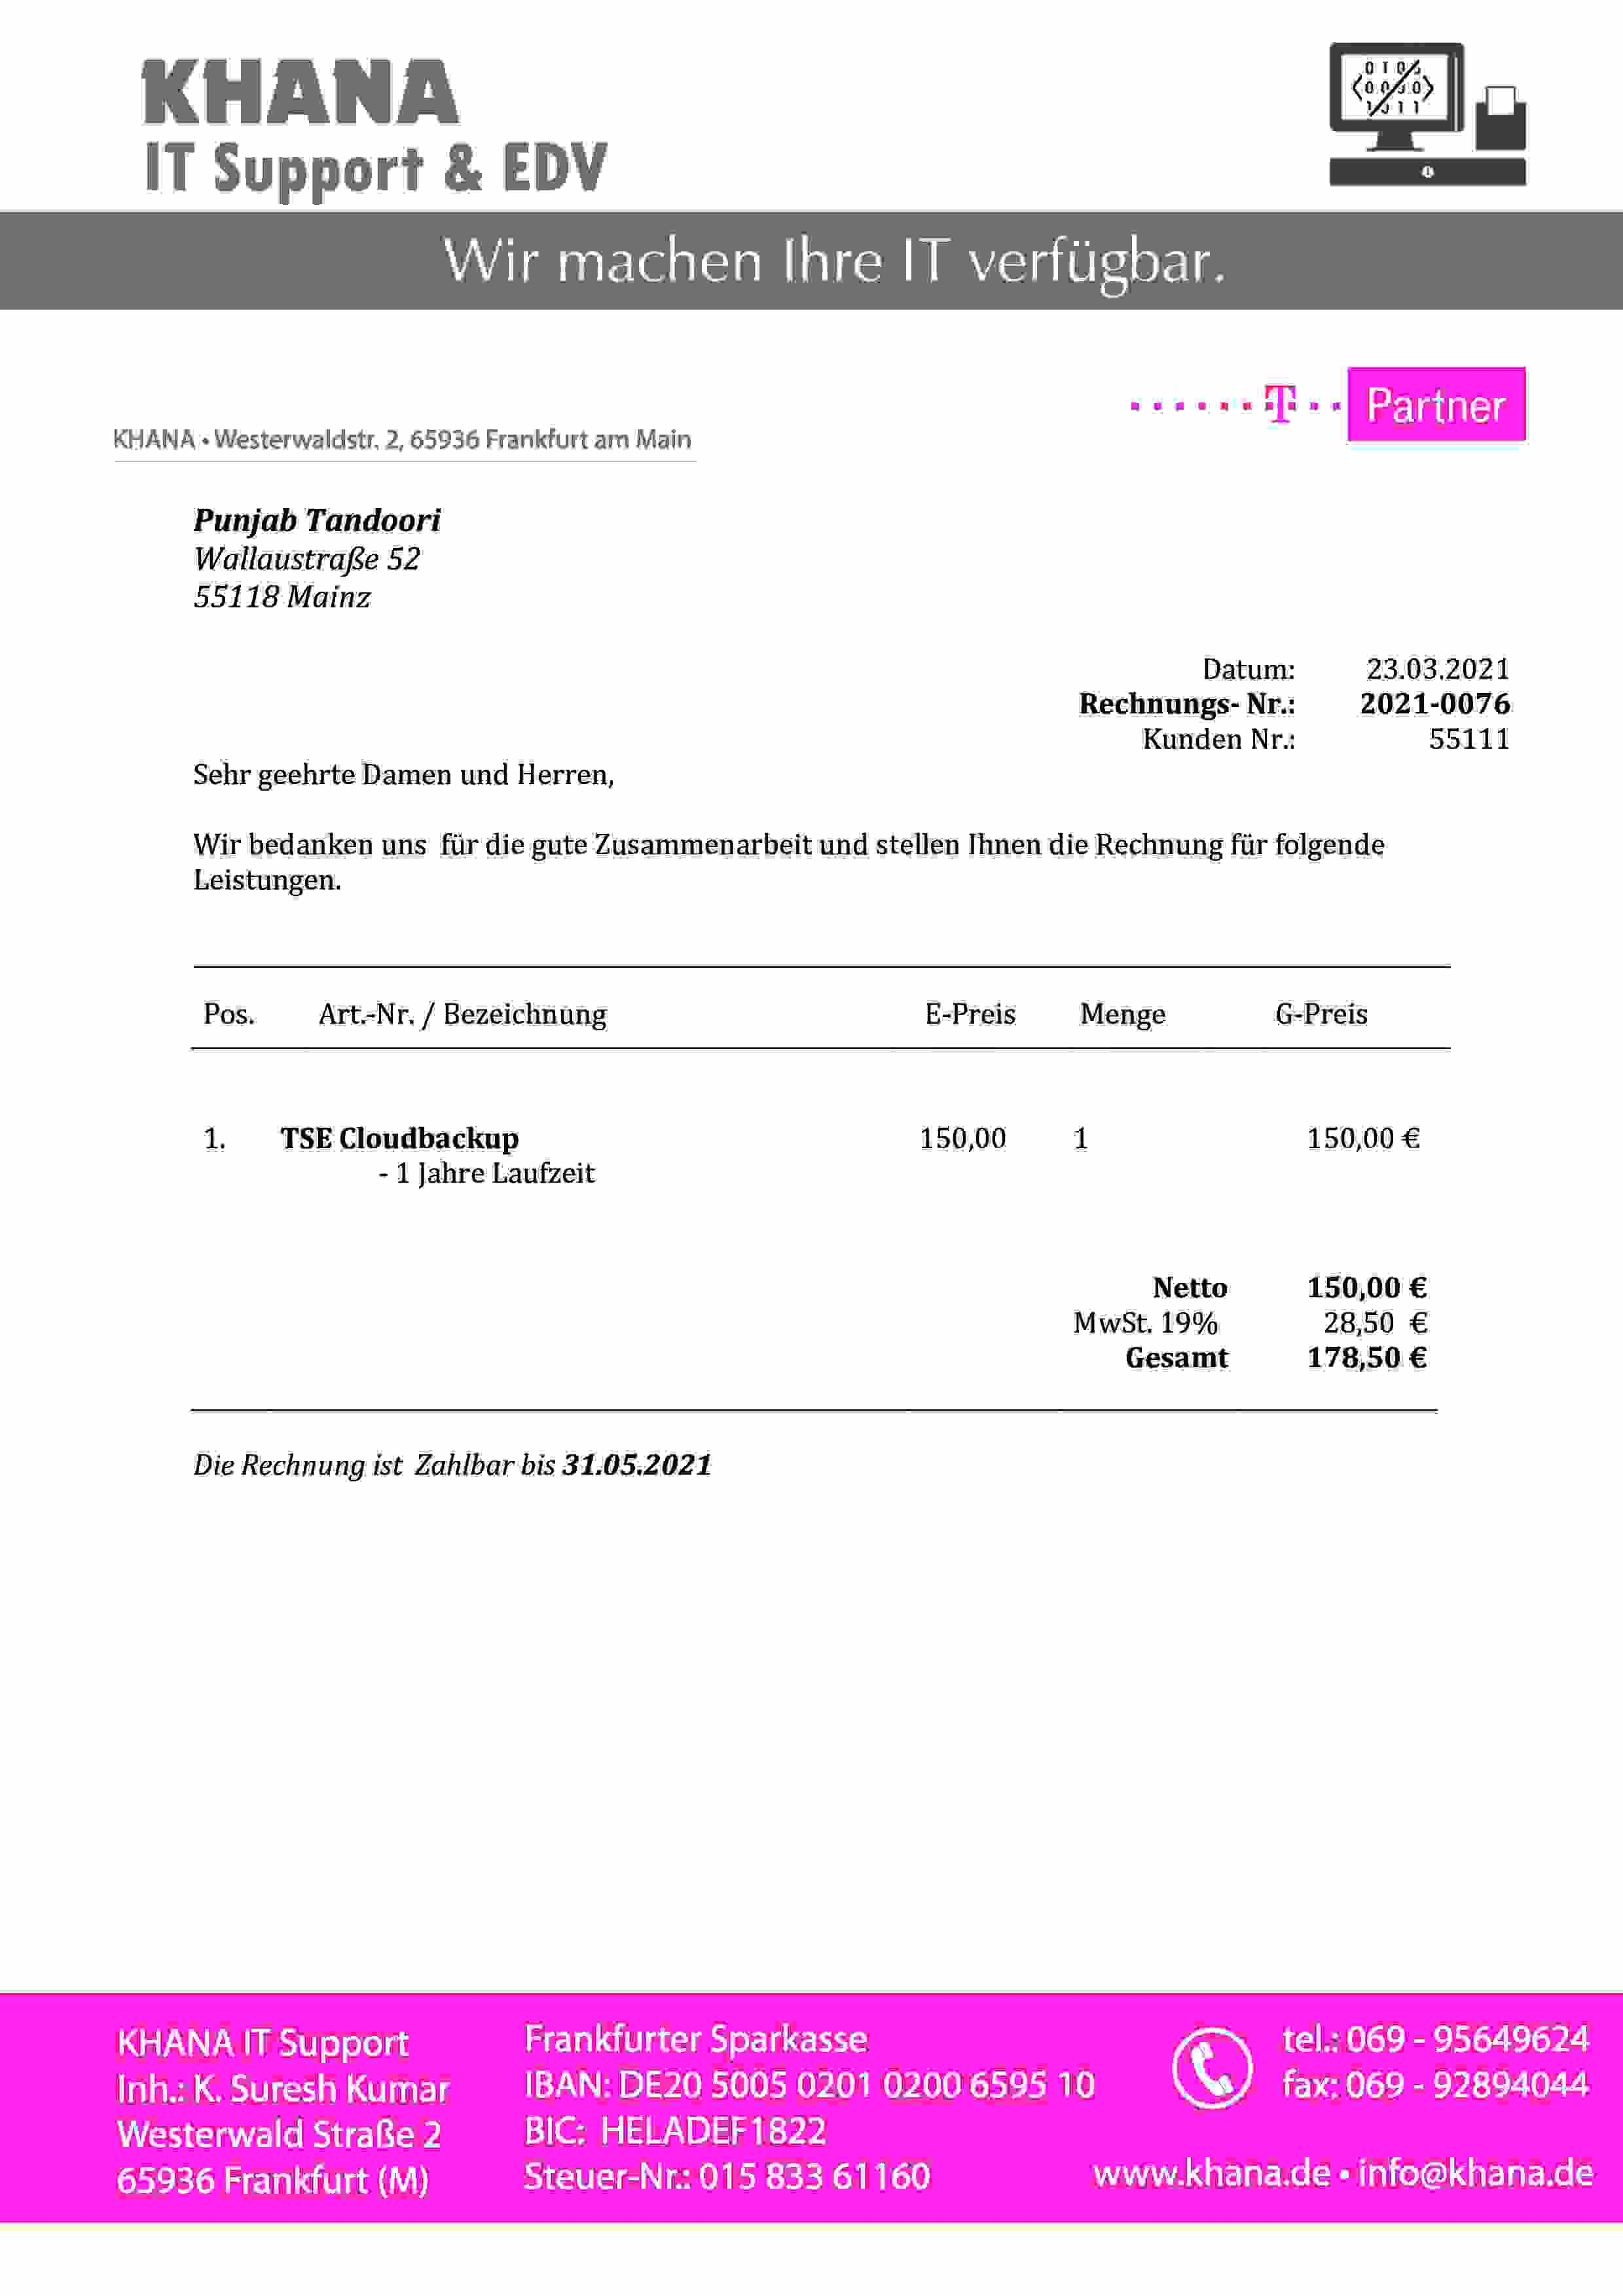 KHANA
IT Support & EDV
Wir machen Ihre IT verfügbar.
T Partner
KHANA • Westerwaldstr. 2, 65936 Frankfurt am Main
Punjab Tandoori
Wallaustraße 52
55118 Mainz
Datum: 23.03.2021
Rechnungs- Nr.: 2021-0076
Kunden Nr.: 55111
Sehr geehrte Damen und Herren,
Wir bedanken uns für die gute Zusammenarbeit und stellen Ihnen die Rechnung für folgende
Leistungen.
Pos. Art.-Nr. / Bezeichnung E-Preis Menge G-Preis
1. TSE Cloudbackup 150,00 1 150,00 €
- 1 Jahre Laufzeit
Netto 150,00 €
MwSt. 19% 28,50 €
Gesamt 178,50 €
Die Rechnung ist Zahlbar bis 31.05.2021
KHANA IT Support
Inh.: K. Suresh Kumar
Westerwald Straße 2
65936 Frankfurt (M)
Frankfurter Sparkasse
IBAN: DE20 5005 0201 0200 6595 10
BIC: HELADEF1822
Steuer-Nr.: 015 833 61160
tel.: 069 - 95649624
fax: 069 - 92894044
www.khana.de • info@khana.de